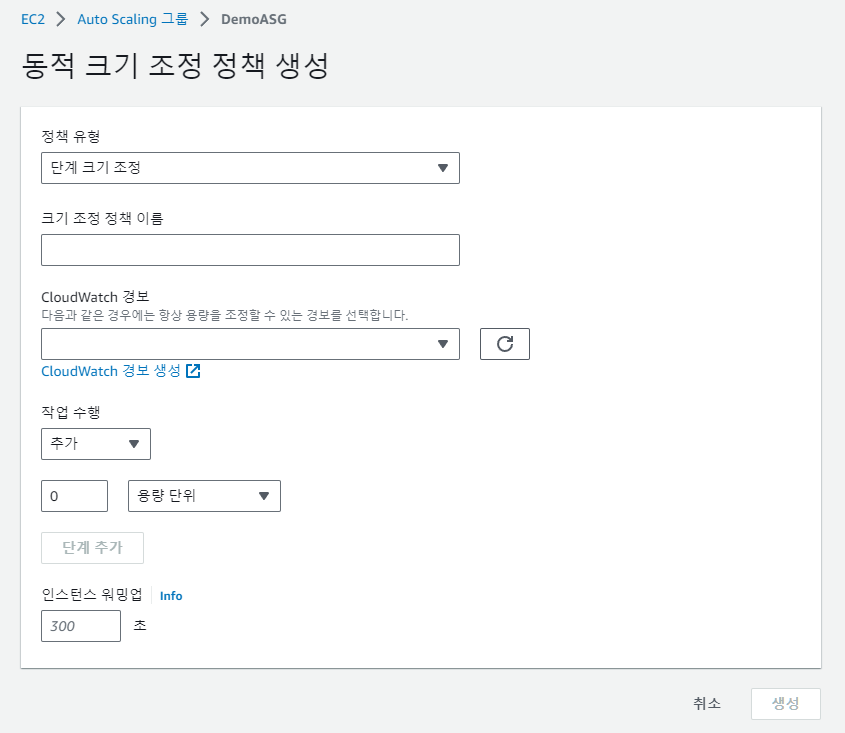 EC2 > Auto Scaling 그룹 > DemoASG
동적 크기 조정 정책 생성
정책 유형
단계 크기 조정
크기 조정 정책 이름
CloudWatch 경보
다음과 같은 경우에는 항상 용량을 조정할 수 있는 경보를 선택합니다.
CloudWatch 경보 생성
작업 수행
추가
0 용량 단위
단계 추가
인스턴스 워밍업 Info
300 초
취소 생성